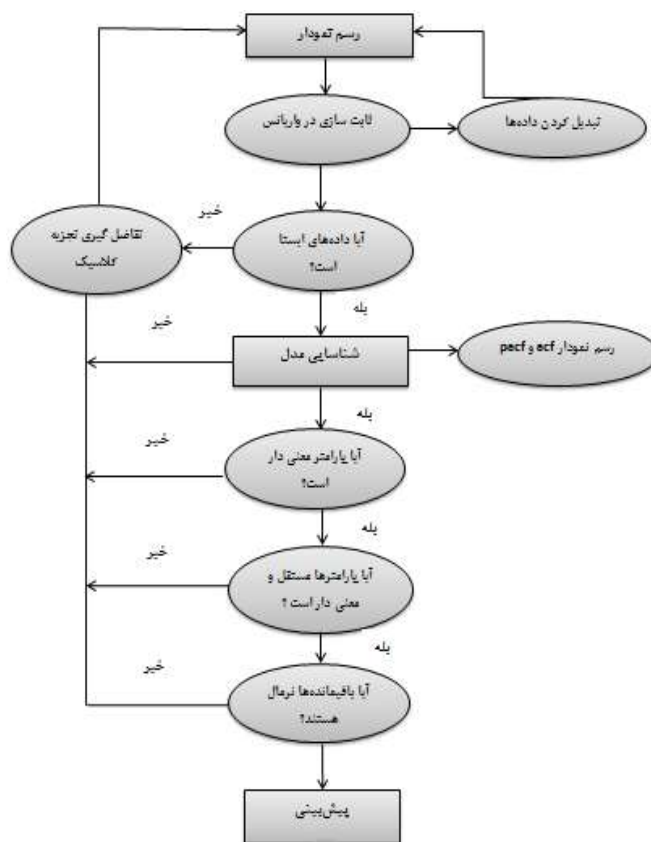 رسم نمودار
ثابت سازی در واریانس
تبدیل کردن داده‌ها
خیر
آیا داده‌های ایستا
است؟
تفاضل گیری تجزیه
کلاسیک
بله
خیر
شناسایی مدل
رسم نمودار acf و pacf
بله
خیر
آیا پارامتر معنی دار
است؟
بله
خیر
آیا پارامترها مستقل و
معنی دار است ؟
بله
خیر
آیا باقیمانده‌ها نرمال
هستند؟
پیش‌بینی